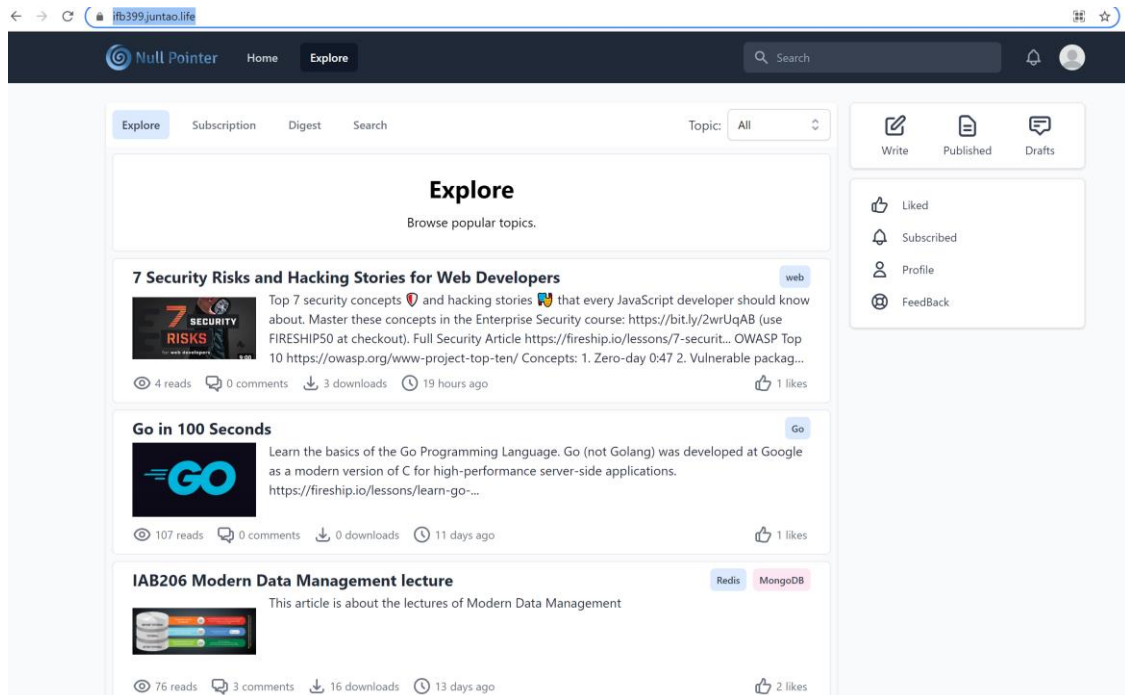 ifb399.juntao.life
Null Pointer Home Explore Search
Explore Subscription Digest Search Topic: All
Write Published Drafts
Explore
Browse popular topics.
Liked
Subscribed
Profile
FeedBack
7 Security Risks and Hacking Stories for Web Developers web
7 SECURITY
RISKS
for web developers
9:00
Top 7 security concepts 🛡 and hacking stories that every JavaScript developer should know
about. Master these concepts in the Enterprise Security course: https://bit.ly/2wrUqAB (use
FIRESHIP50 at checkout). Full Security Article https://fireship.io/lessons/7-securit... OWASP Top
10 https://owasp.org/www-project-top-ten/ Concepts: 1. Zero-day 0:47 2. Vulnerable packag...
4 reads 0 comments 3 downloads 19 hours ago 1 likes
Go in 100 Seconds Go
GO
Learn the basics of the Go Programming Language. Go (not Golang) was developed at Google
as a modern version of C for high-performance server-side applications.
https://fireship.io/lessons/learn-go-...
107 reads 0 comments 0 downloads 11 days ago 1 likes
IAB206 Modern Data Management lecture Redis MongoDB
This article is about the lectures of Modern Data Management
76 reads 3 comments 16 downloads 13 days ago 2 likes